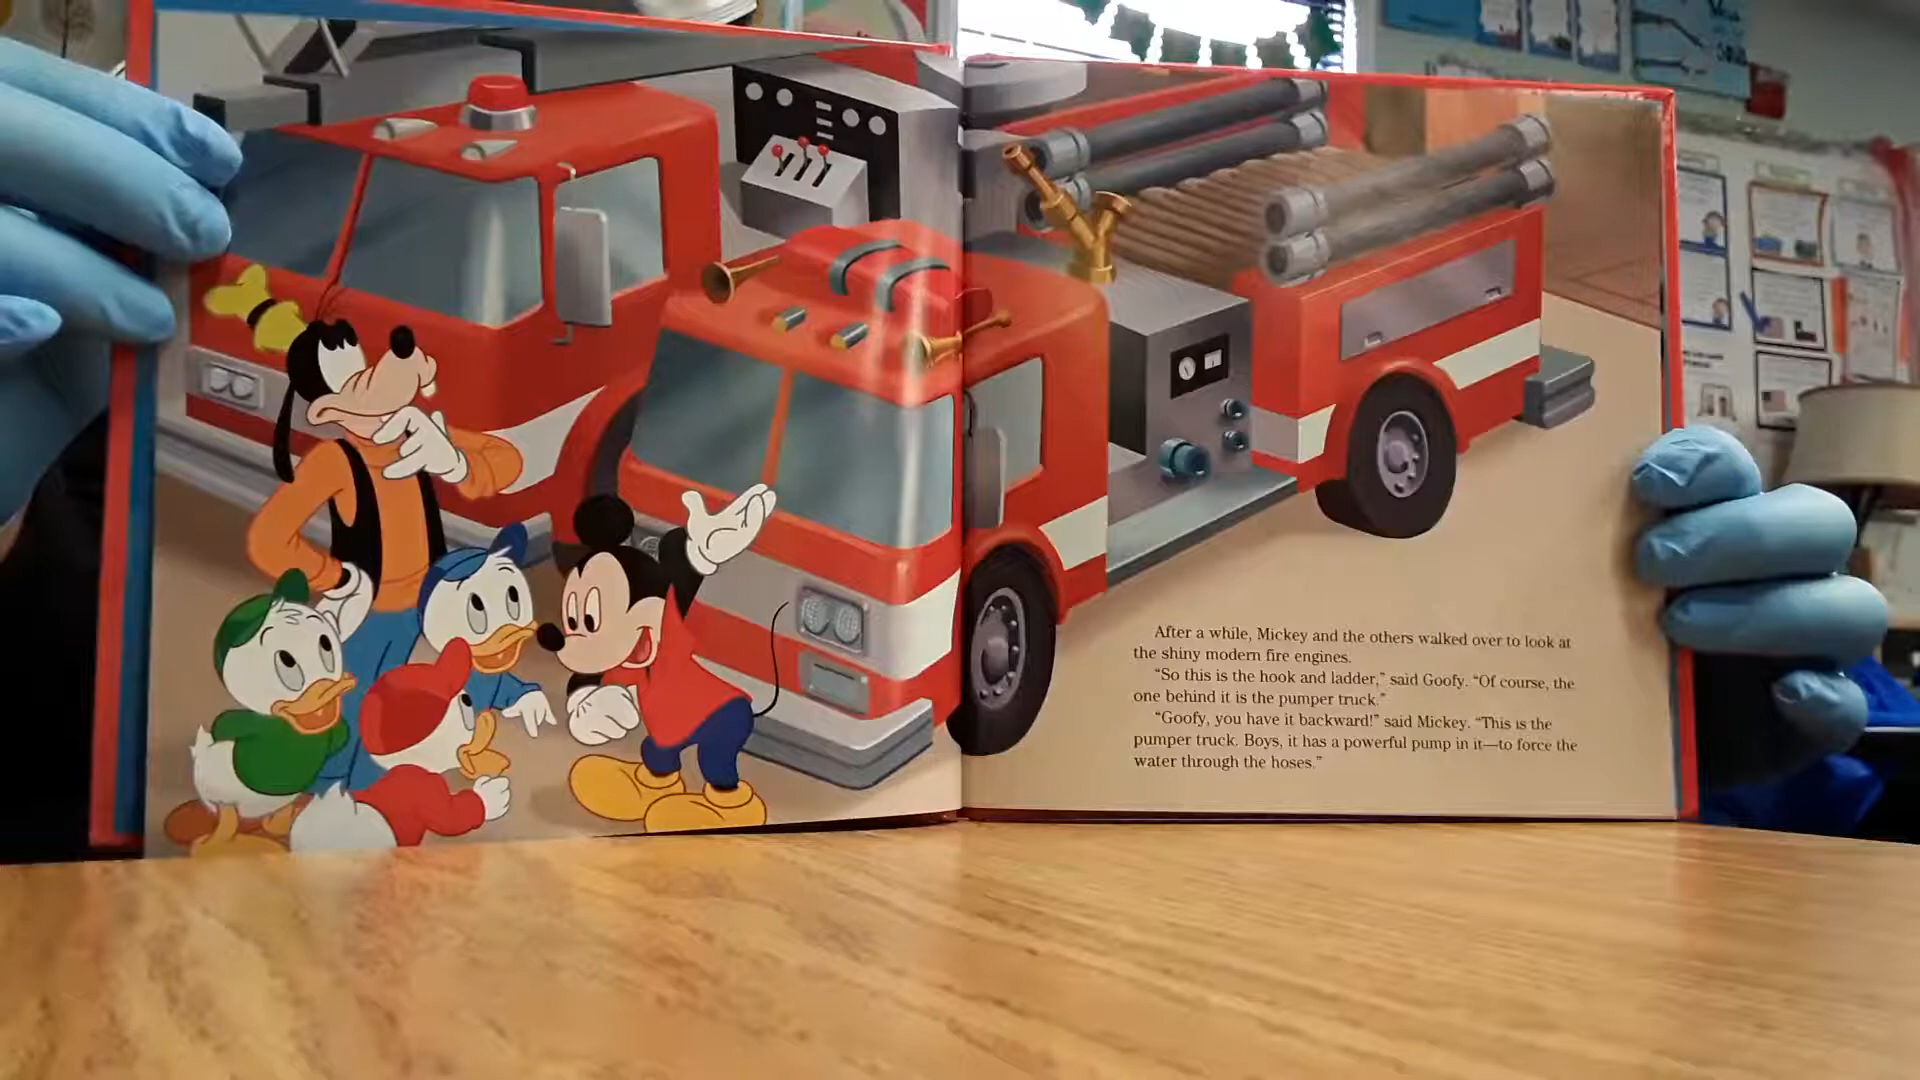 After a while, Mickey and the others walked over to look at
the shiny modern fire engines.
“So this is the hook and ladder,” said Goofy. “Of course, the
one behind it is the pumper truck.”
“Goofy, you have it backward!” said Mickey. “This is the
pumper truck. Boys, it has a powerful pump in it—to force the
water through the hoses.”